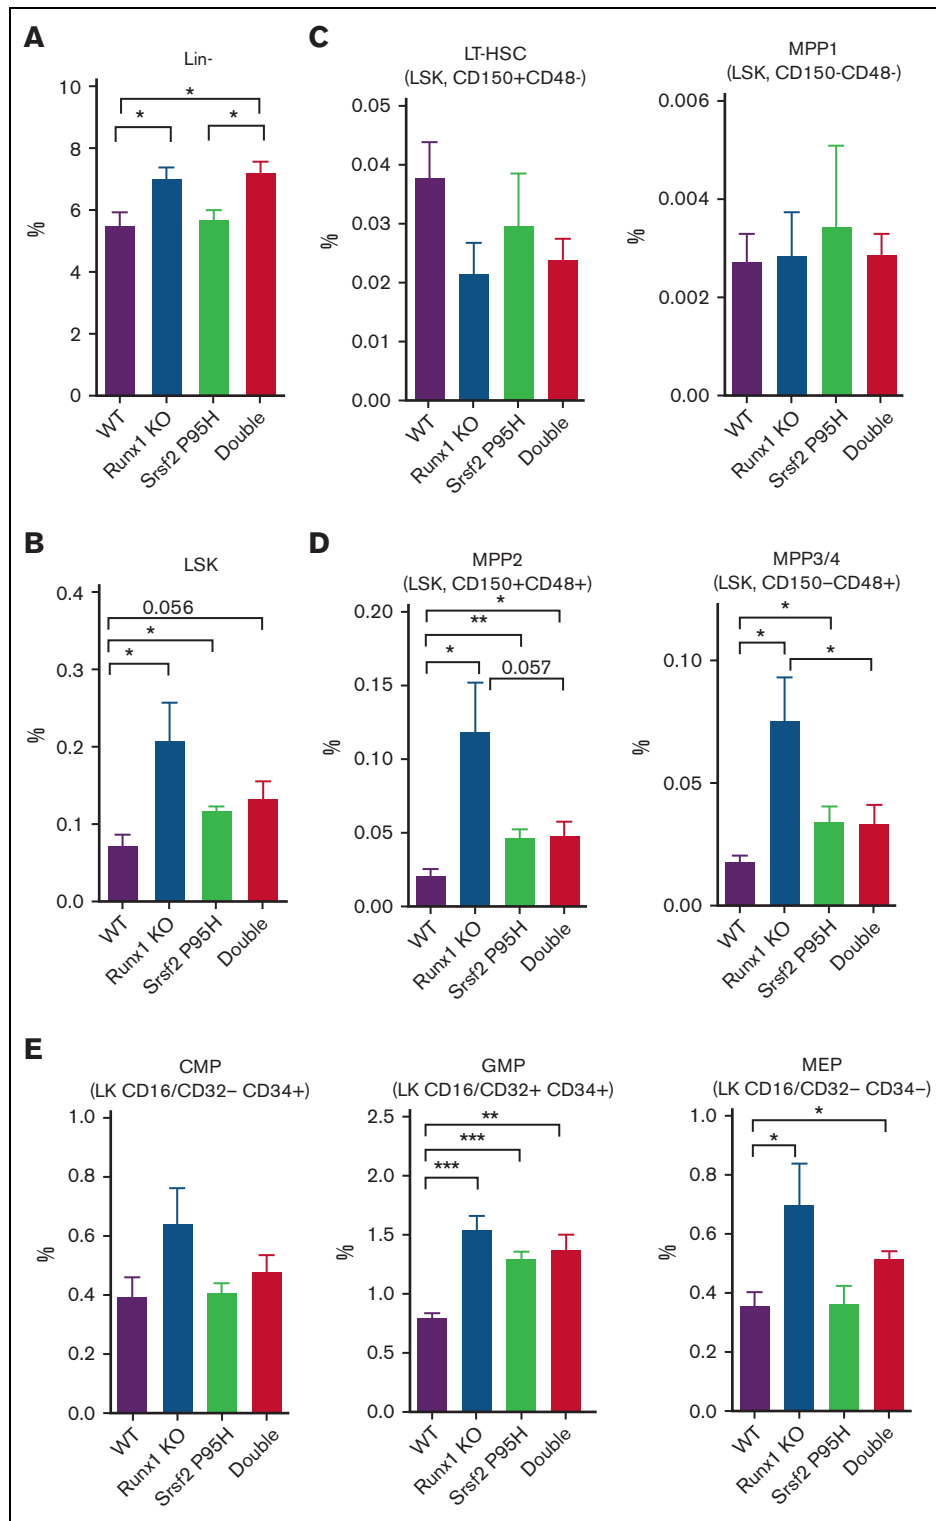 A
Lin-
10
8
6
4
2
0
%
*
*
*
WT
Runx1 KO
Srsf2 P95H
Double
C
LT-HSC
(LSK, CD150+CD48-)
0.05
0.04
0.03
0.02
0.01
0.00
%
WT
Runx1 KO
Srsf2 P95H
Double
MPP1
(LSK, CD150-CD48-)
0.006
0.004
0.002
0.000
%
WT
Runx1 KO
Srsf2 P95H
Double
B
LSK
0.4
0.3
0.2
0.1
0.0
%
0.056
*
*
WT
Runx1 KO
Srsf2 P95H
Double
D
MPP2
(LSK, CD150+CD48+)
0.20
0.15
0.10
0.05
0.00
%
*
**
*
0.057
WT
Runx1 KO
Srsf2 P95H
Double
MPP3/4
(LSK, CD150−CD48+)
0.10
0.05
0.00
%
*
*
*
WT
Runx1 KO
Srsf2 P95H
Double
E
CMP
(LK CD16/CD32− CD34+)
1.0
0.8
0.6
0.4
0.2
0.0
%
WT
Runx1 KO
Srsf2 P95H
Double
GMP
(LK CD16/CD32+ CD34+)
2.5
2.0
1.5
1.0
0.5
0.0
%
**
***
***
WT
Runx1 KO
Srsf2 P95H
Double
MEP
(LK CD16/CD32− CD34−)
1.0
0.8
0.6
0.4
0.2
0.0
%
*
*
WT
Runx1 KO
Srsf2 P95H
Double